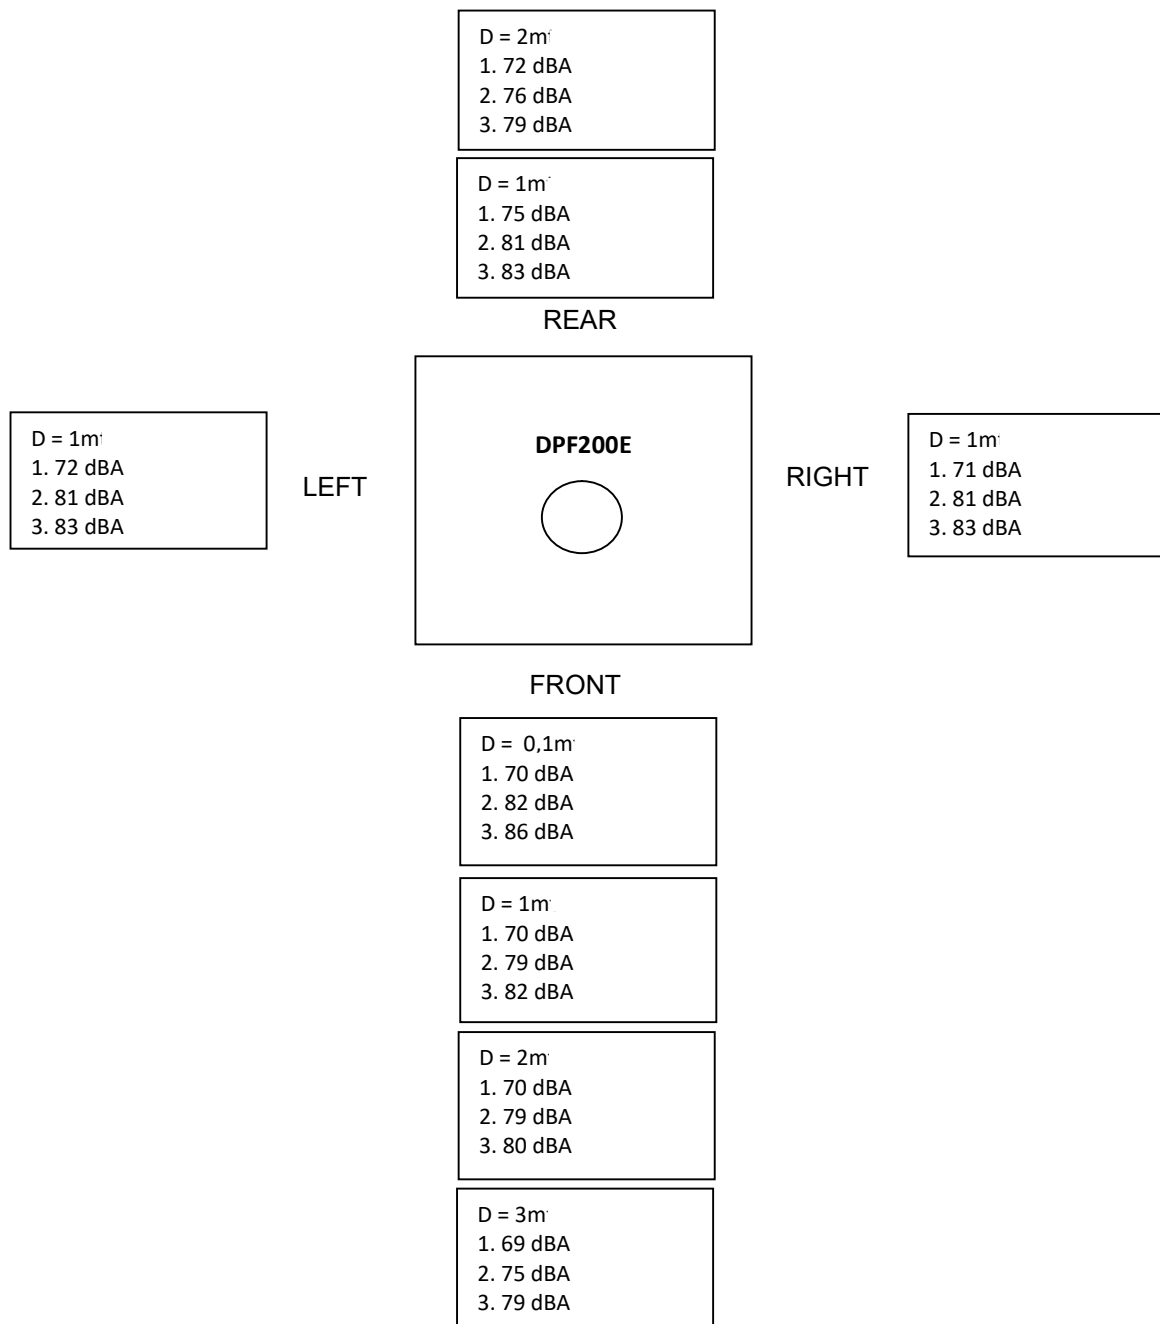 D = 2m
1. 72 dBA
2. 76 dBA
3. 79 dBA
D = 1m
1. 75 dBA
2. 81 dBA
3. 83 dBA
REAR
D = 1m
1. 72 dBA
2. 81 dBA
3. 83 dBA
LEFT
DPF200E
RIGHT
D = 1m
1. 71 dBA
2. 81 dBA
3. 83 dBA
FRONT
D =  0,1m
1. 70 dBA
2. 82 dBA
3. 86 dBA
D = 1m
1. 70 dBA
2. 79 dBA
3. 82 dBA
D = 2m
1. 70 dBA
2. 79 dBA
3. 80 dBA
D = 3m
1. 69 dBA
2. 75 dBA
3. 79 dBA